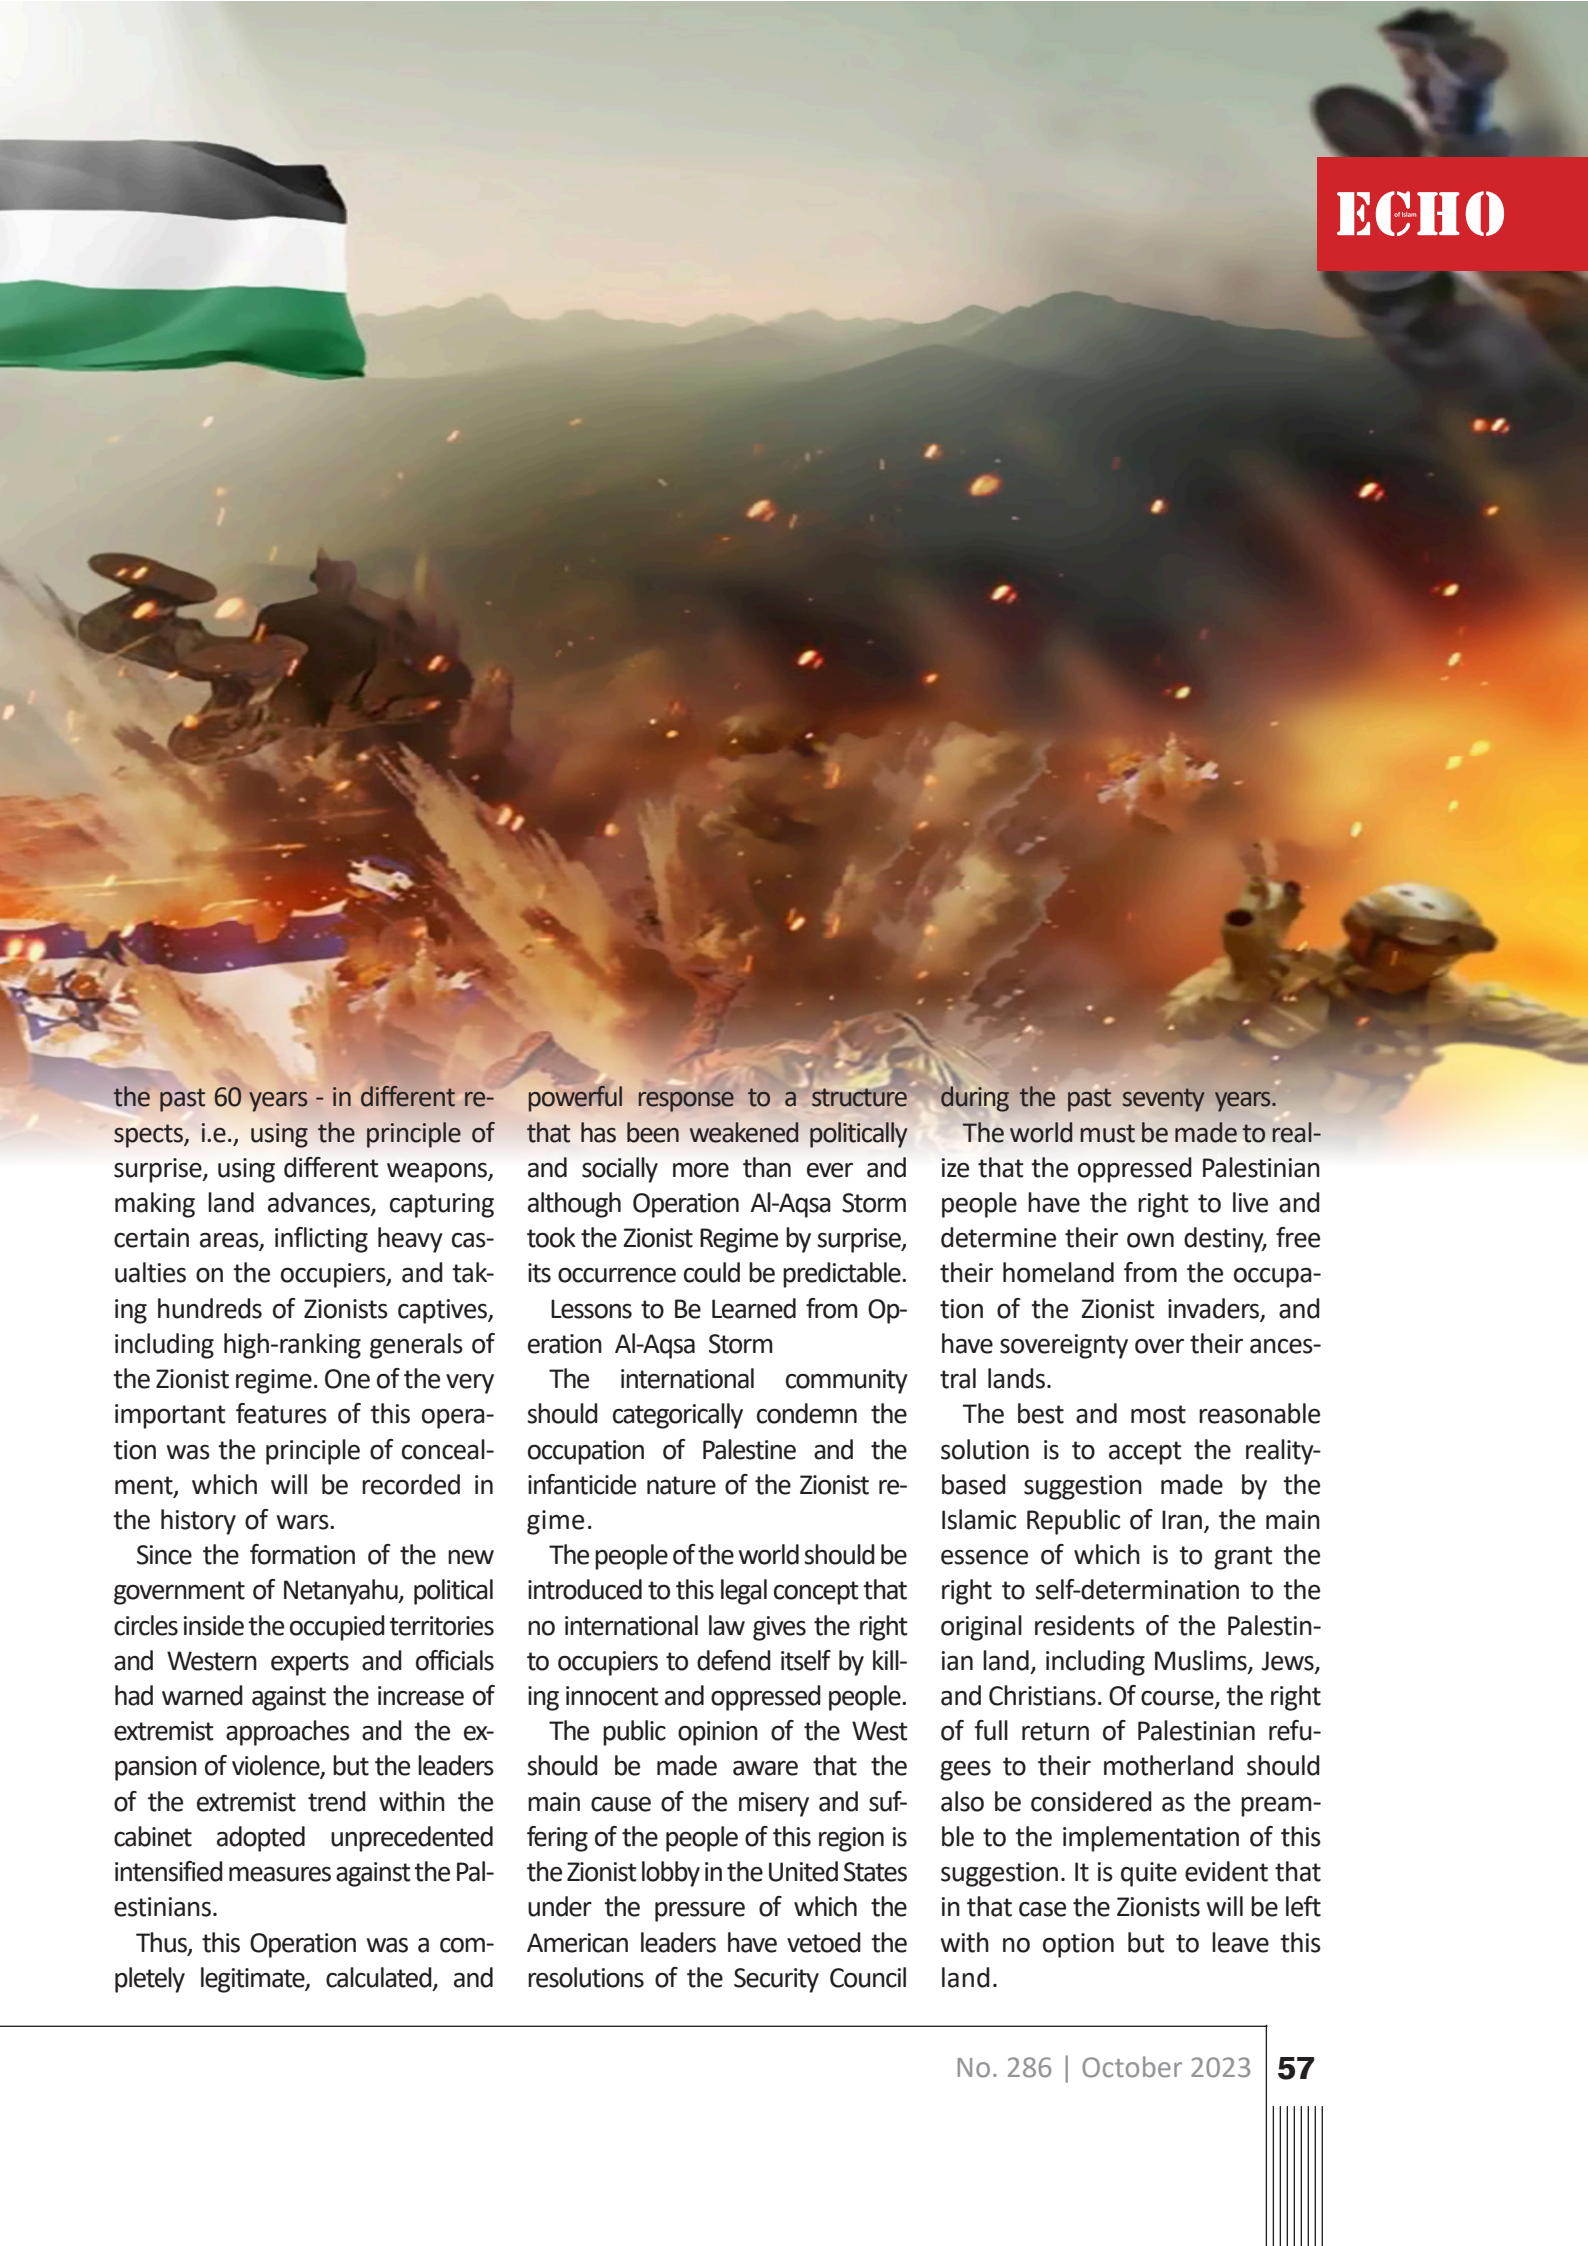 ECHO
of Islam
the past 60 years - in different re-
spects, i.e., using the principle of
surprise, using different weapons,
making land advances, capturing
certain areas, inflicting heavy cas-
ualties on the occupiers, and tak-
ing hundreds of Zionists captives,
including high-ranking generals of
the Zionist regime. One of the very
important features of this opera-
tion was the principle of conceal-
ment, which will be recorded in
the history of wars.
Since the formation of the new
government of Netanyahu, political
circles inside the occupied territories
and Western experts and officials
had warned against the increase of
extremist approaches and the ex-
pansion of violence, but the leaders
of the extremist trend within the
cabinet adopted unprecedented
intensified measures against the Pal-
estinians.
Thus, this Operation was a com-
pletely legitimate, calculated, and
powerful response to a structure
that has been weakened politically
and socially more than ever and
although Operation Al-Aqsa Storm
took the Zionist Regime by surprise,
its occurrence could be predictable.
Lessons to Be Learned from Op-
eration Al-Aqsa Storm
The international community
should categorically condemn the
occupation of Palestine and the
infanticide nature of the Zionist re-
gime.
The people of the world should be
introduced to this legal concept that
no international law gives the right
to occupiers to defend itself by kill-
ing innocent and oppressed people.
The public opinion of the West
should be made aware that the
main cause of the misery and suf-
fering of the people of this region is
the Zionist lobby in the United States
under the pressure of which the
American leaders have vetoed the
resolutions of the Security Council
during the past seventy years.
The world must be made to real-
ize that the oppressed Palestinian
people have the right to live and
determine their own destiny, free
their homeland from the occupa-
tion of the Zionist invaders, and
have sovereignty over their ances-
tral lands.
The best and most reasonable
solution is to accept the reality-
based suggestion made by the
Islamic Republic of Iran, the main
essence of which is to grant the
right to self-determination to the
original residents of the Palestin-
ian land, including Muslims, Jews,
and Christians. Of course, the right
of full return of Palestinian refu-
gees to their motherland should
also be considered as the pream-
ble to the implementation of this
suggestion. It is quite evident that
in that case the Zionists will be left
with no option but to leave this
land.
No. 286 | October 2023 57